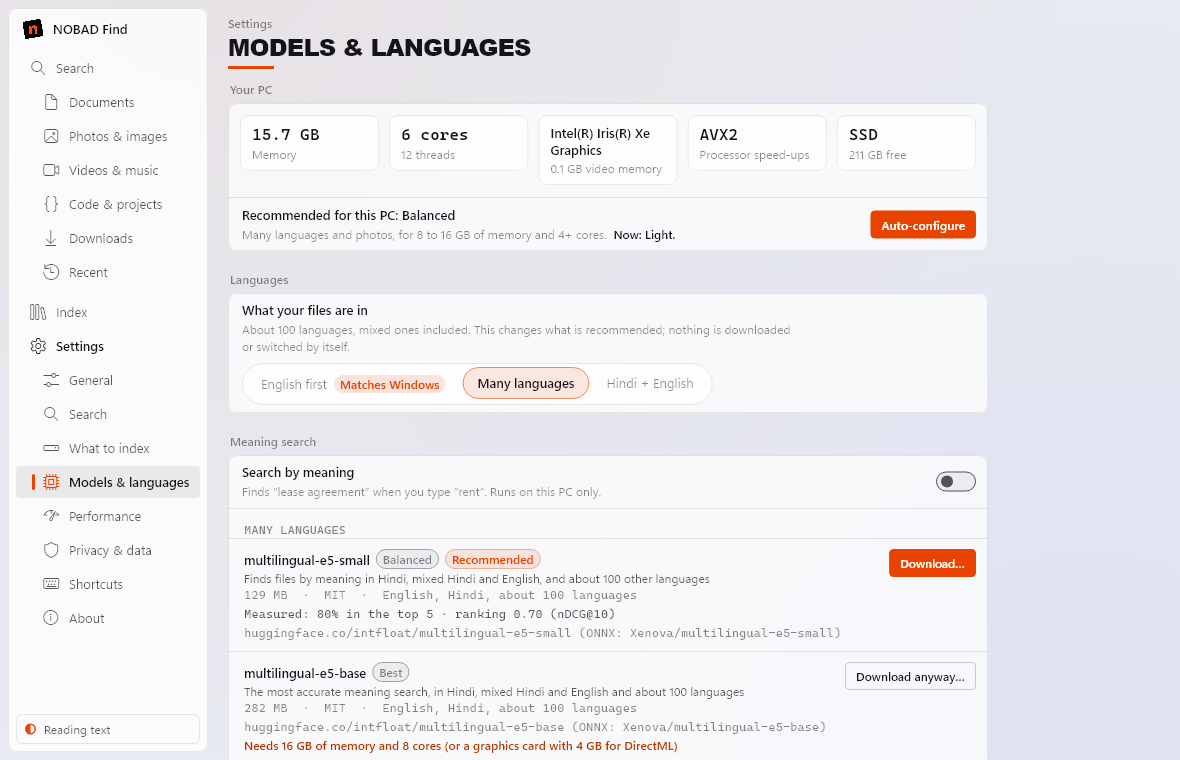 NOBAD Find
Search
Documents
Photos & images
Videos & music
Code & projects
Downloads
Recent
Index
Settings
General
Search
What to index
Models & languages
Performance
Privacy & data
Shortcuts
About
Reading text
Settings
MODELS & LANGUAGES
Your PC
15.7 GB
Memory
6 cores
12 threads
Intel(R) Iris(R) Xe
Graphics
0.1 GB video memory
AVX2
Processor speed-ups
SSD
211 GB free
Recommended for this PC: Balanced
Many languages and photos, for 8 to 16 GB of memory and 4+ cores. Now: Light.
Auto-configure
Languages
What your files are in
About 100 languages, mixed ones included. This changes what is recommended; nothing is downloaded
or switched by itself.
English first Matches Windows Many languages Hindi + English
Meaning search
Search by meaning
Finds “lease agreement” when you type “rent”. Runs on this PC only.
MANY LANGUAGES
multilingual-e5-small Balanced Recommended
Download...
Finds files by meaning in Hindi, mixed Hindi and English, and about 100 other languages
129 MB · MIT · English, Hindi, about 100 languages
Measured: 80% in the top 5 · ranking 0.70 (nDCG@10)
huggingface.co/intfloat/multilingual-e5-small (ONNX: Xenova/multilingual-e5-small)
multilingual-e5-base Best
Download anyway...
The most accurate meaning search, in Hindi, mixed Hindi and English and about 100 languages
282 MB · MIT · English, Hindi, about 100 languages
huggingface.co/intfloat/multilingual-e5-base (ONNX: Xenova/multilingual-e5-base)
Needs 16 GB of memory and 8 cores (or a graphics card with 4 GB for DirectML)